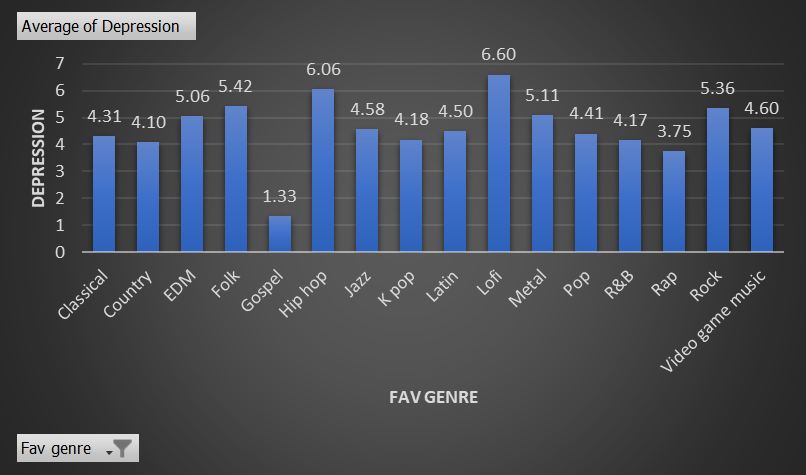 Average of Depression
7
6
5
4
3
2
1
0
DEPRESSION
4.31
4.10
5.06
5.42
1.33
6.06
4.58
4.18
4.50
6.60
5.11
4.41
4.17
3.75
5.36
4.60
Classical
Country
EDM
Folk
Gospel
Hip hop
Jazz
K pop
Latin
Lofi
Metal
Pop
R&B
Rap
Rock
Video game music
FAV GENRE
Fav genre